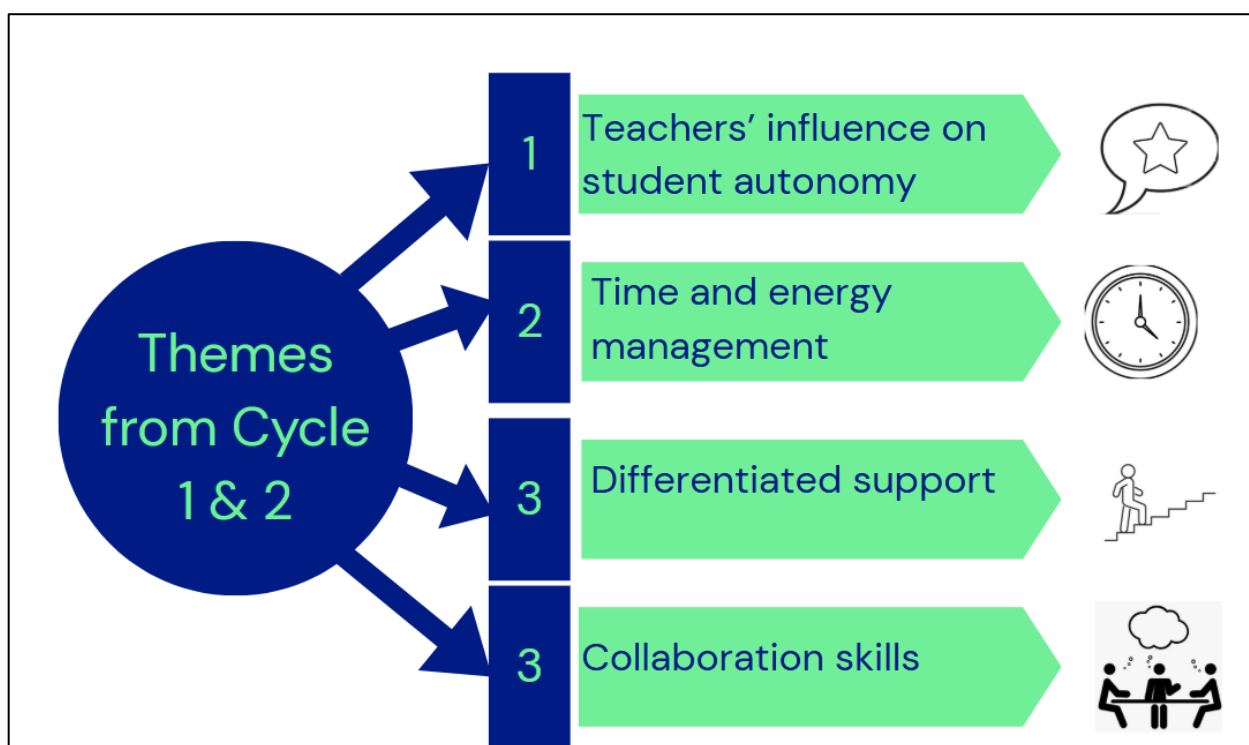 Themes
from Cycle
1 & 2
1
Teachers’ influence on
student autonomy
2
Time and energy
management
3
Differentiated support
3
Collaboration skills